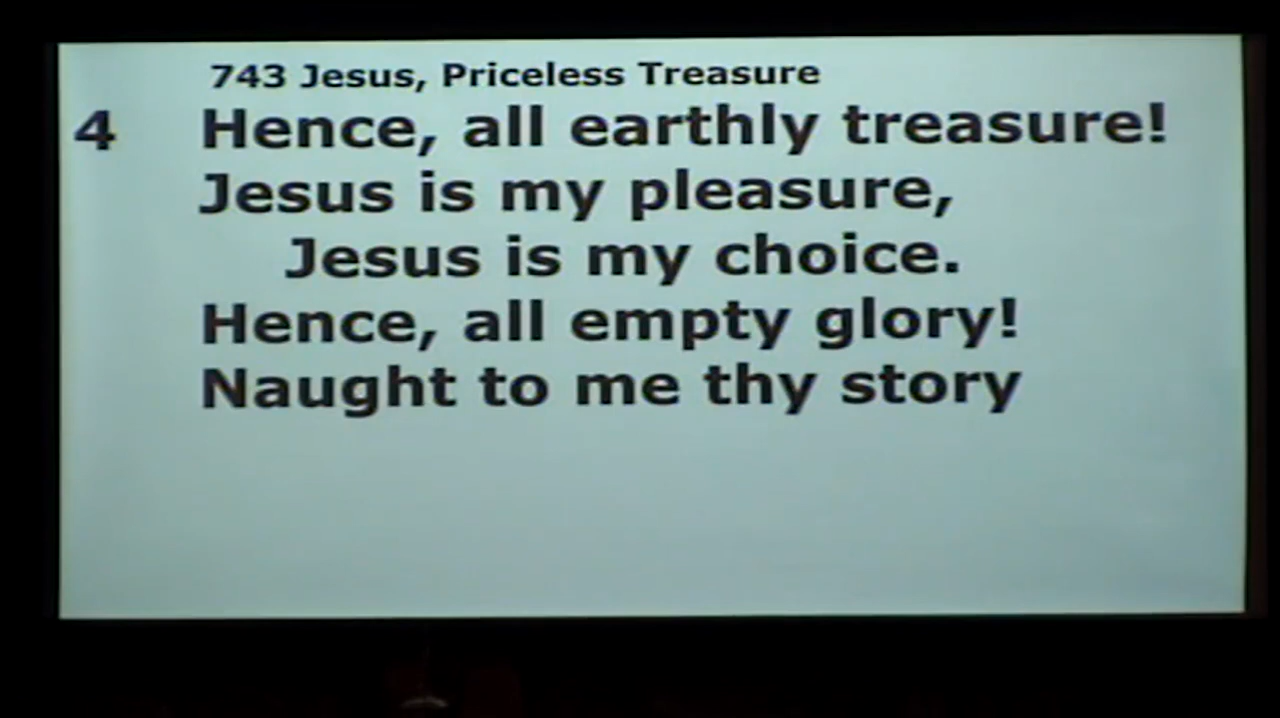 743 Jesus, Priceless Treasure
4 Hence, all earthly treasure!
Jesus is my pleasure,
Jesus is my choice.
Hence, all empty glory!
Naught to me thy story